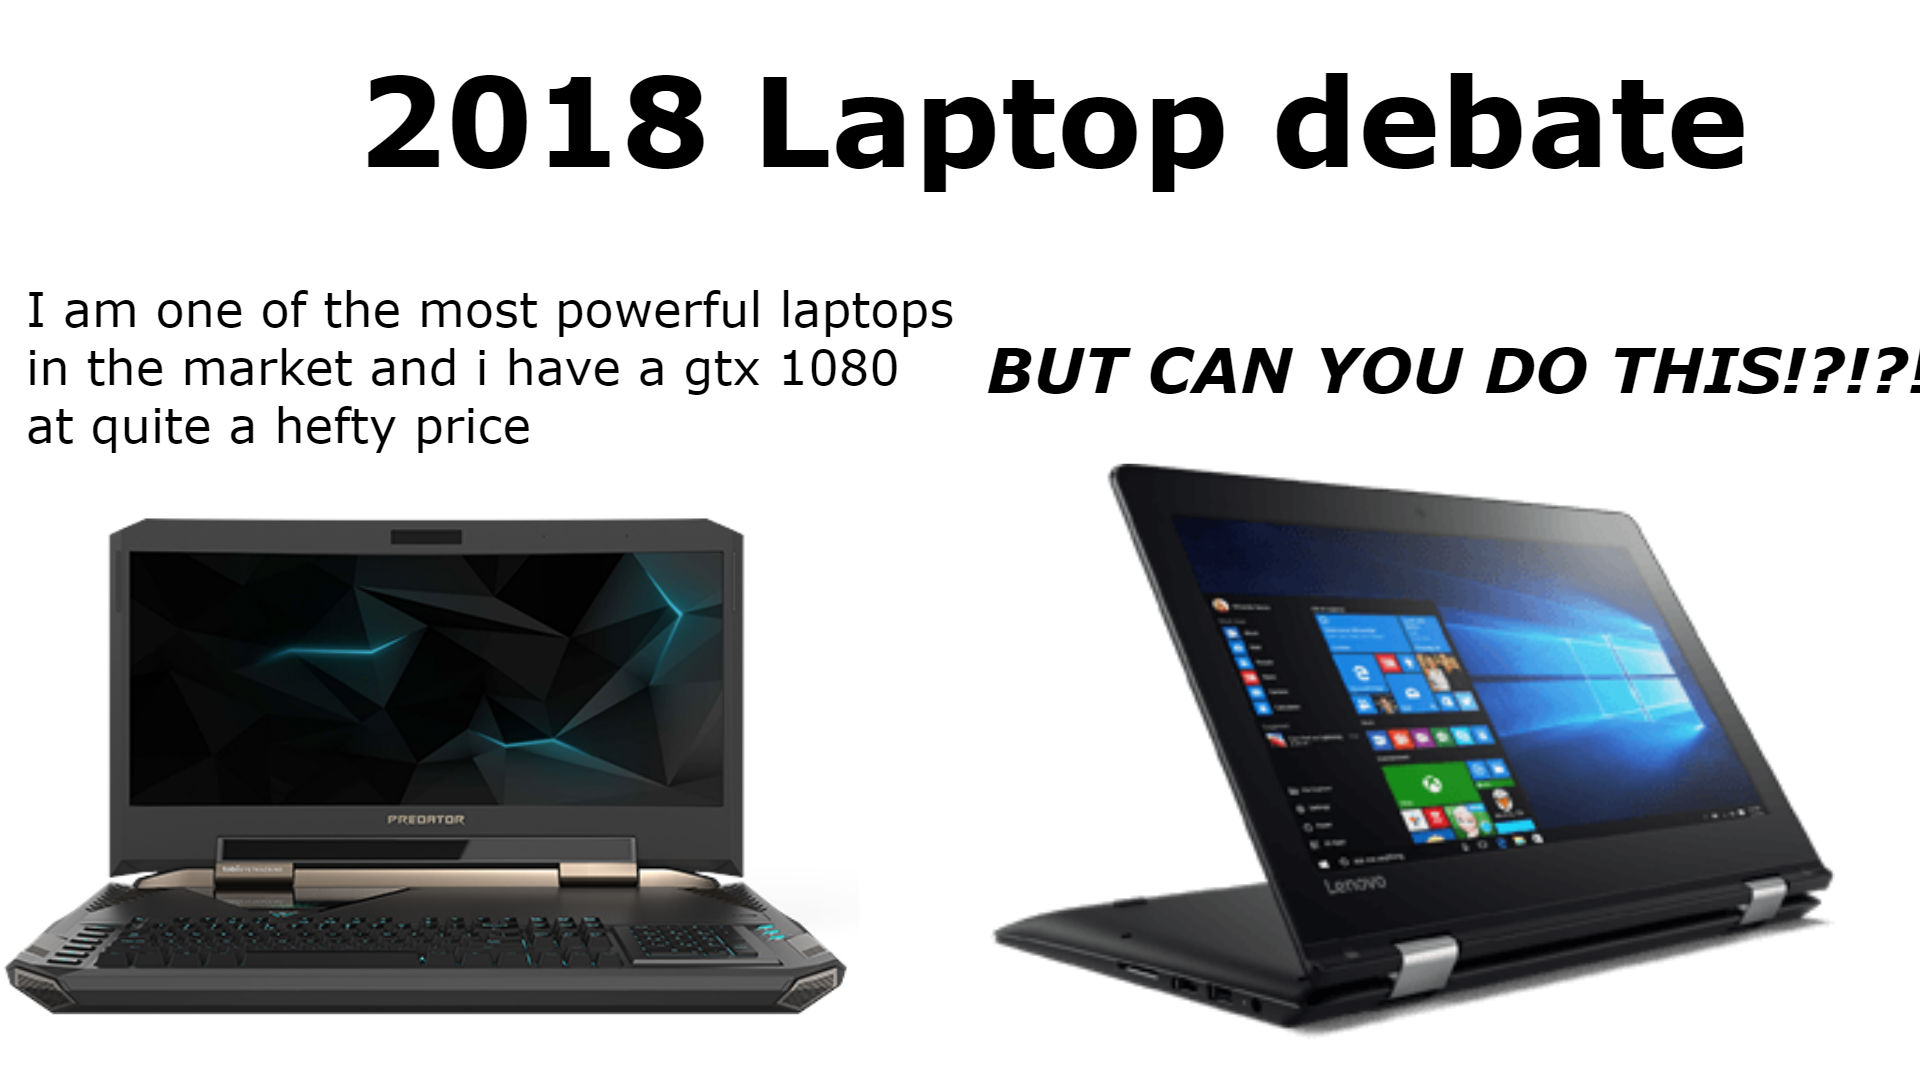 2018 Laptop debate
I am one of the most powerful laptops
in the market and i have a gtx 1080
at quite a hefty price
BUT CAN YOU DO THIS!?!?!
PREDATOR
Lenovo